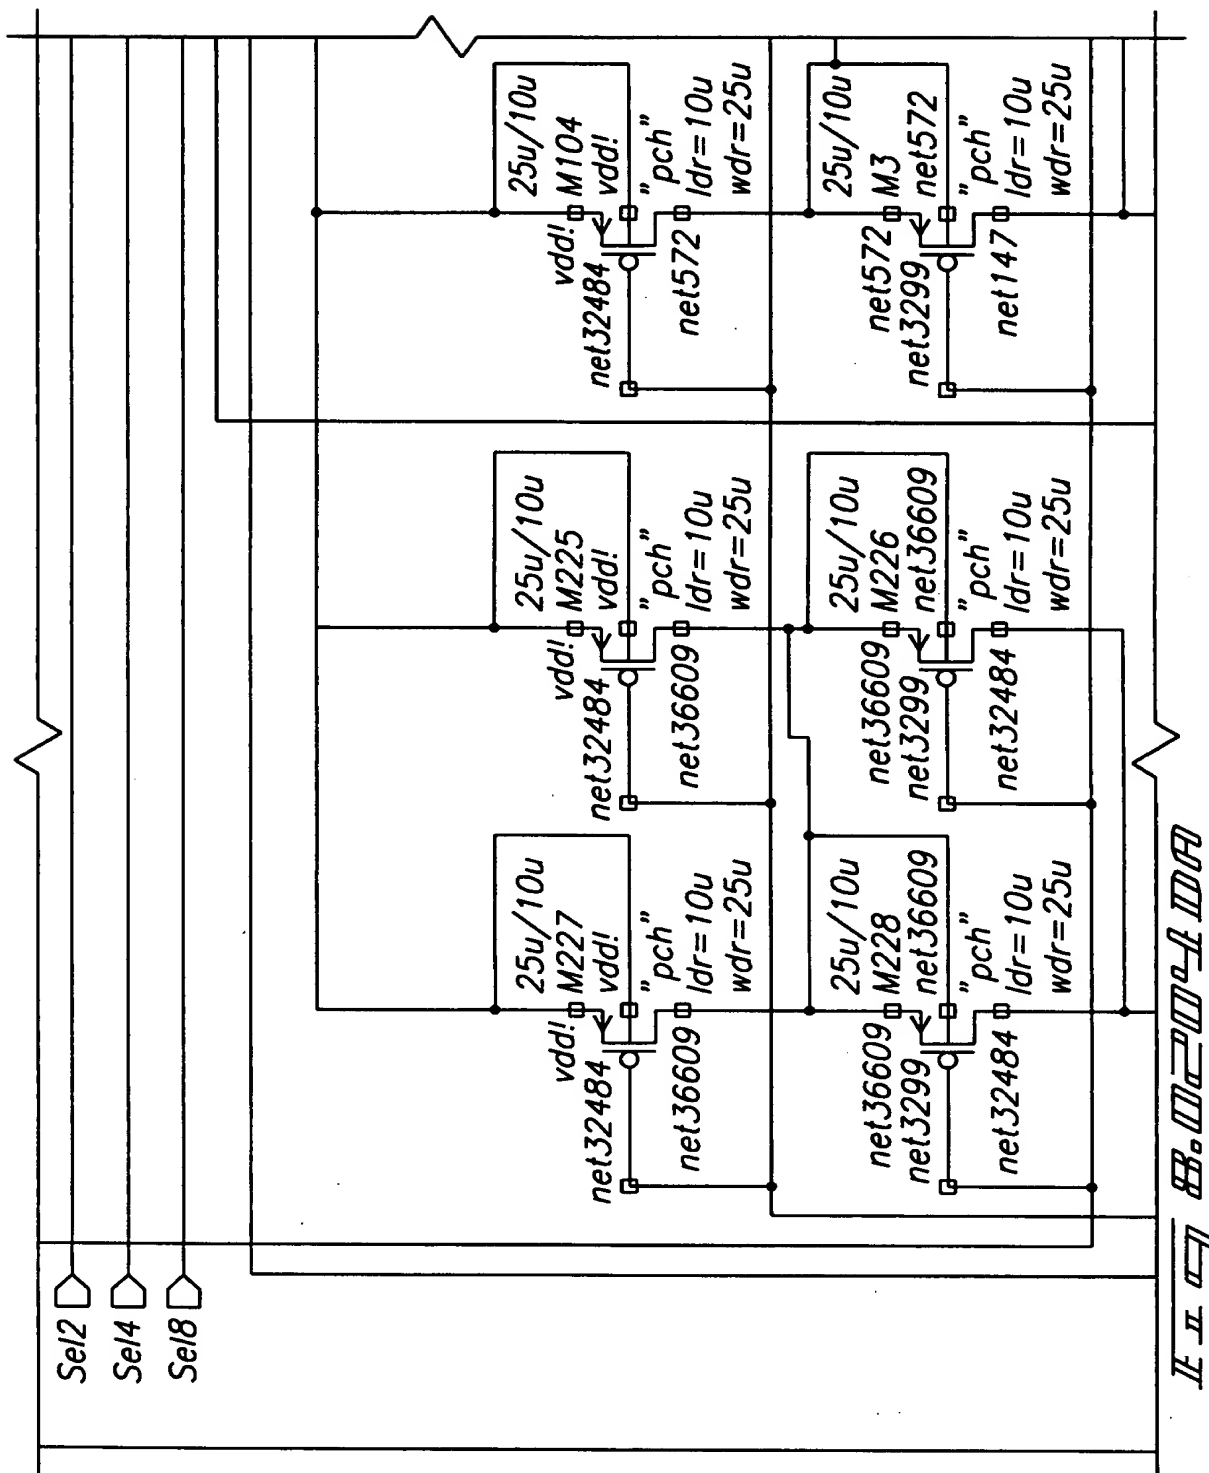 Sel2
Sel4
Sel8
25u/10u
M227
vdd!
vdd!
"pch"
ldr=10u
wdr=25u
net32484
net36609
25u/10u
M225
vdd!
vdd!
"pch"
ldr=10u
wdr=25u
net32484
net36609
25u/10u
M104
vdd!
vdd!
"pch"
ldr=10u
wdr=25u
net32484
net572
25u/10u
M228
net36609
net36609
net3299
"pch"
ldr=10u
wdr=25u
net32484
25u/10u
M226
net36609
net36609
net3299
"pch"
ldr=10u
wdr=25u
net32484
25u/10u
M3
net572
net572
net3299
"pch"
ldr=10u
wdr=25u
net147
Fig. 8.0204DA